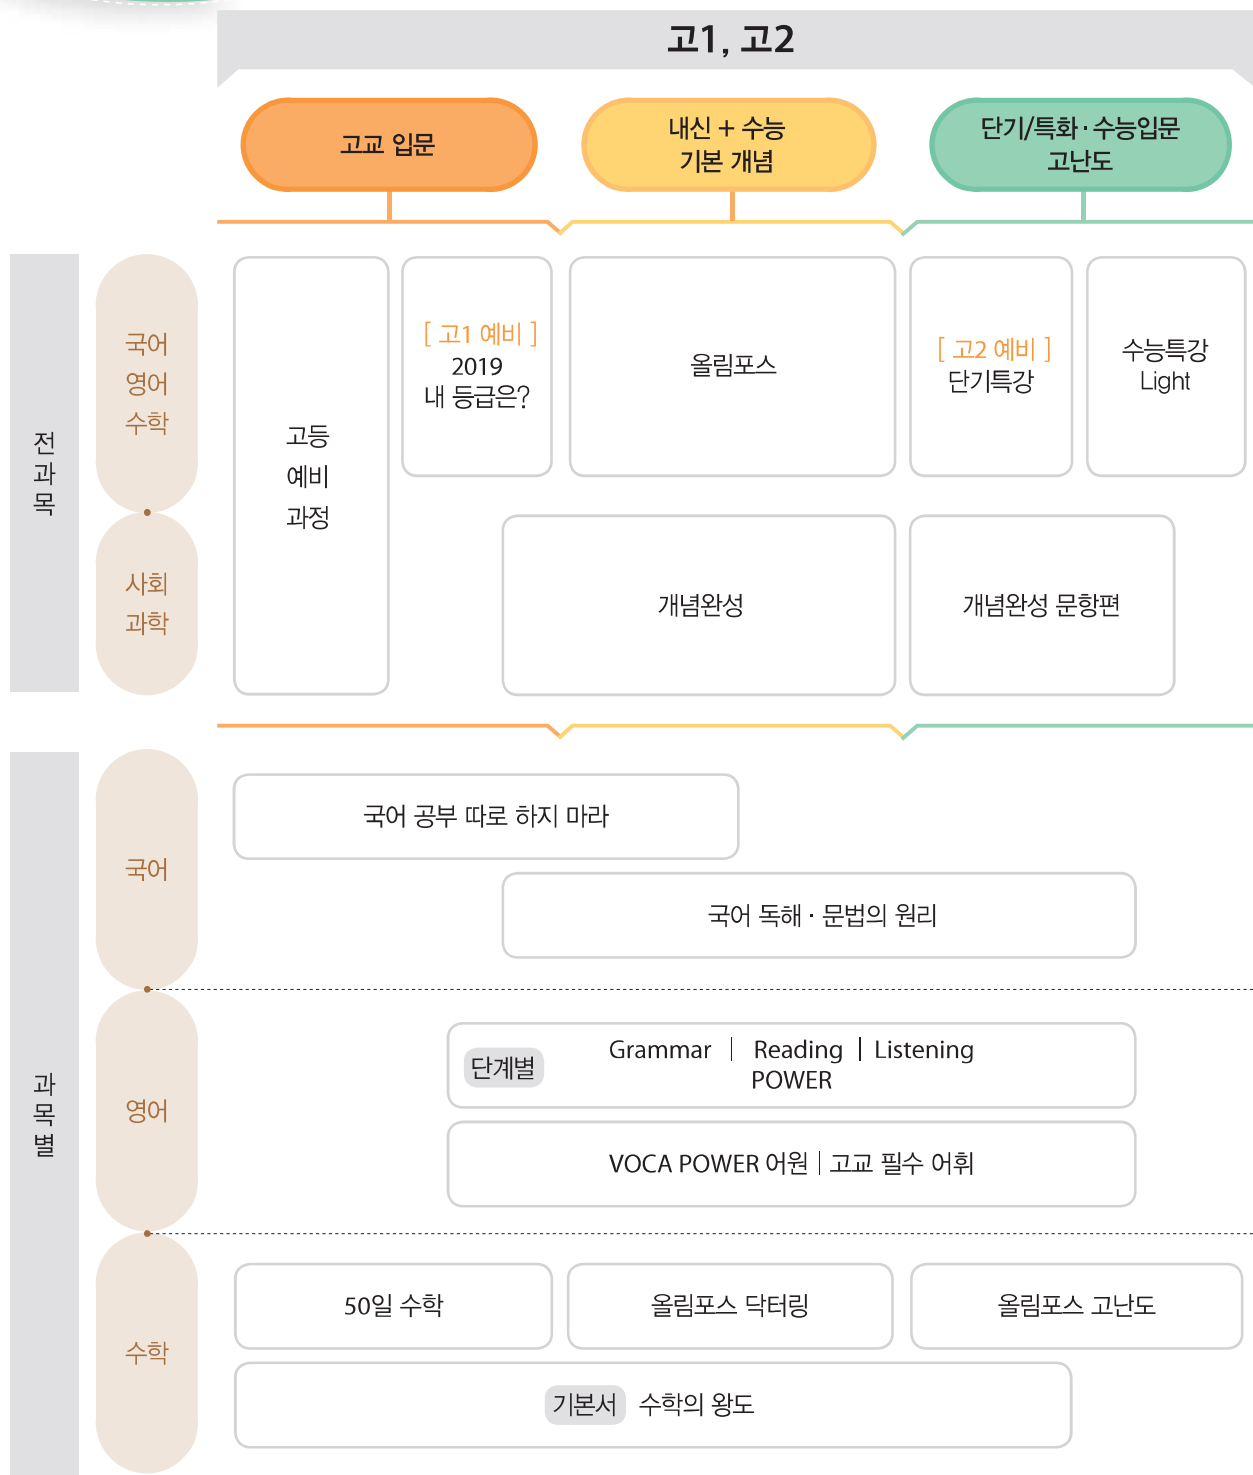 고1, 고2
고교 입문
내신 + 수능
기본 개념
단기/특화 · 수능입문
고난도
전과목
국어
영어
수학
사회
과학
고등
예비
과정
[ 고1 예비 ]
2019
내 등급은?
올림포스
[ 고2 예비 ]
단기특강
수능특강
Light
개념완성
개념완성 문항편
과목별
국어
국어 공부 따로 하지 마라
국어 독해 · 문법의 원리
영어
단계별
Grammar | Reading | Listening
POWER
VOCA POWER 어원 | 고교 필수 어휘
수학
50일 수학
올림포스 닥터링
올림포스 고난도
기본서 수학의 왕도